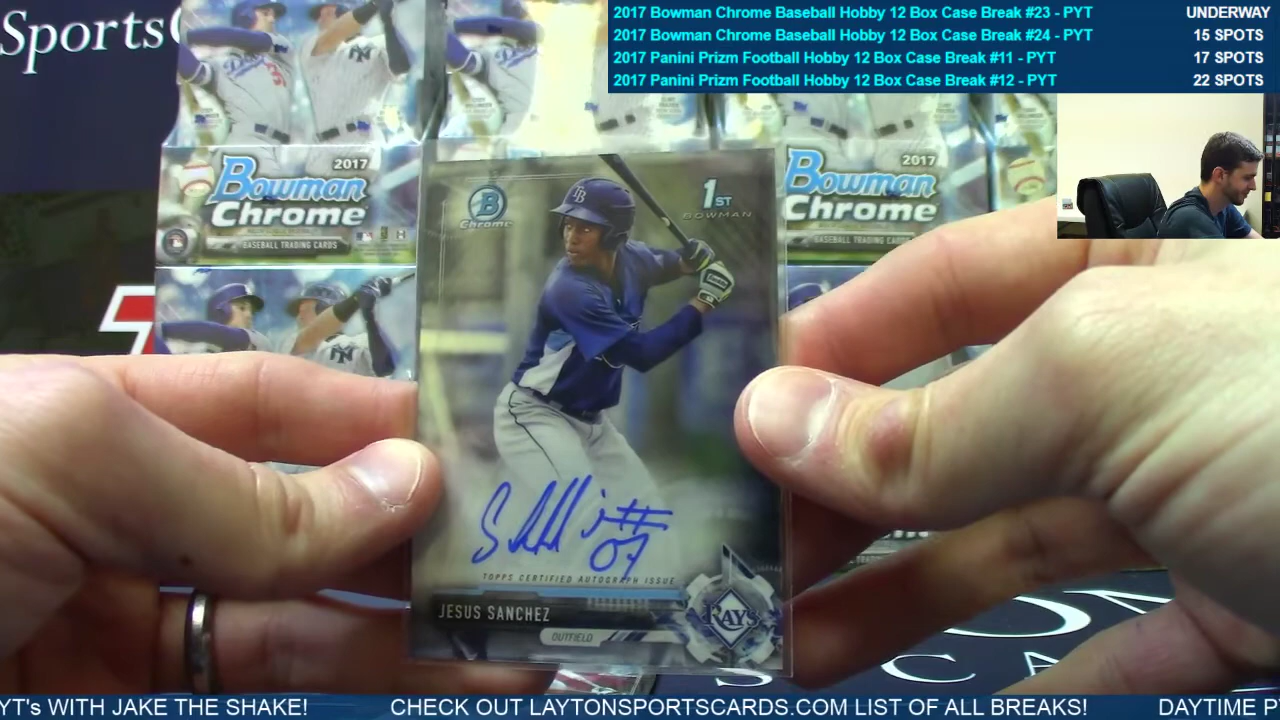 Sports
2017 Bowman Chrome Baseball Hobby 12 Box Case Break #23 - PYT UNDERWAY
2017 Bowman Chrome Baseball Hobby 12 Box Case Break #24 - PYT 15 SPOTS
2017 Panini Prizm Football Hobby 12 Box Case Break #11 - PYT 17 SPOTS
2017 Panini Prizm Football Hobby 12 Box Case Break #12 - PYT 22 SPOTS
2017
Bowman
Chrome
BASEBALL TRADING CARDS
2017
Bowman
Chrome
BASEBALL TRADING CARDS
B
Chrome
1ST
BOWMAN
TB
07
TOPPS CERTIFIED AUTOGRAPH ISSUE
JESUS SANCHEZ
OUTFIELD
RAYS
YT's WITH JAKE THE SHAKE! CHECK OUT LAYTONSPORTSCARDS.COM LIST OF ALL BREAKS! DAYTIME P